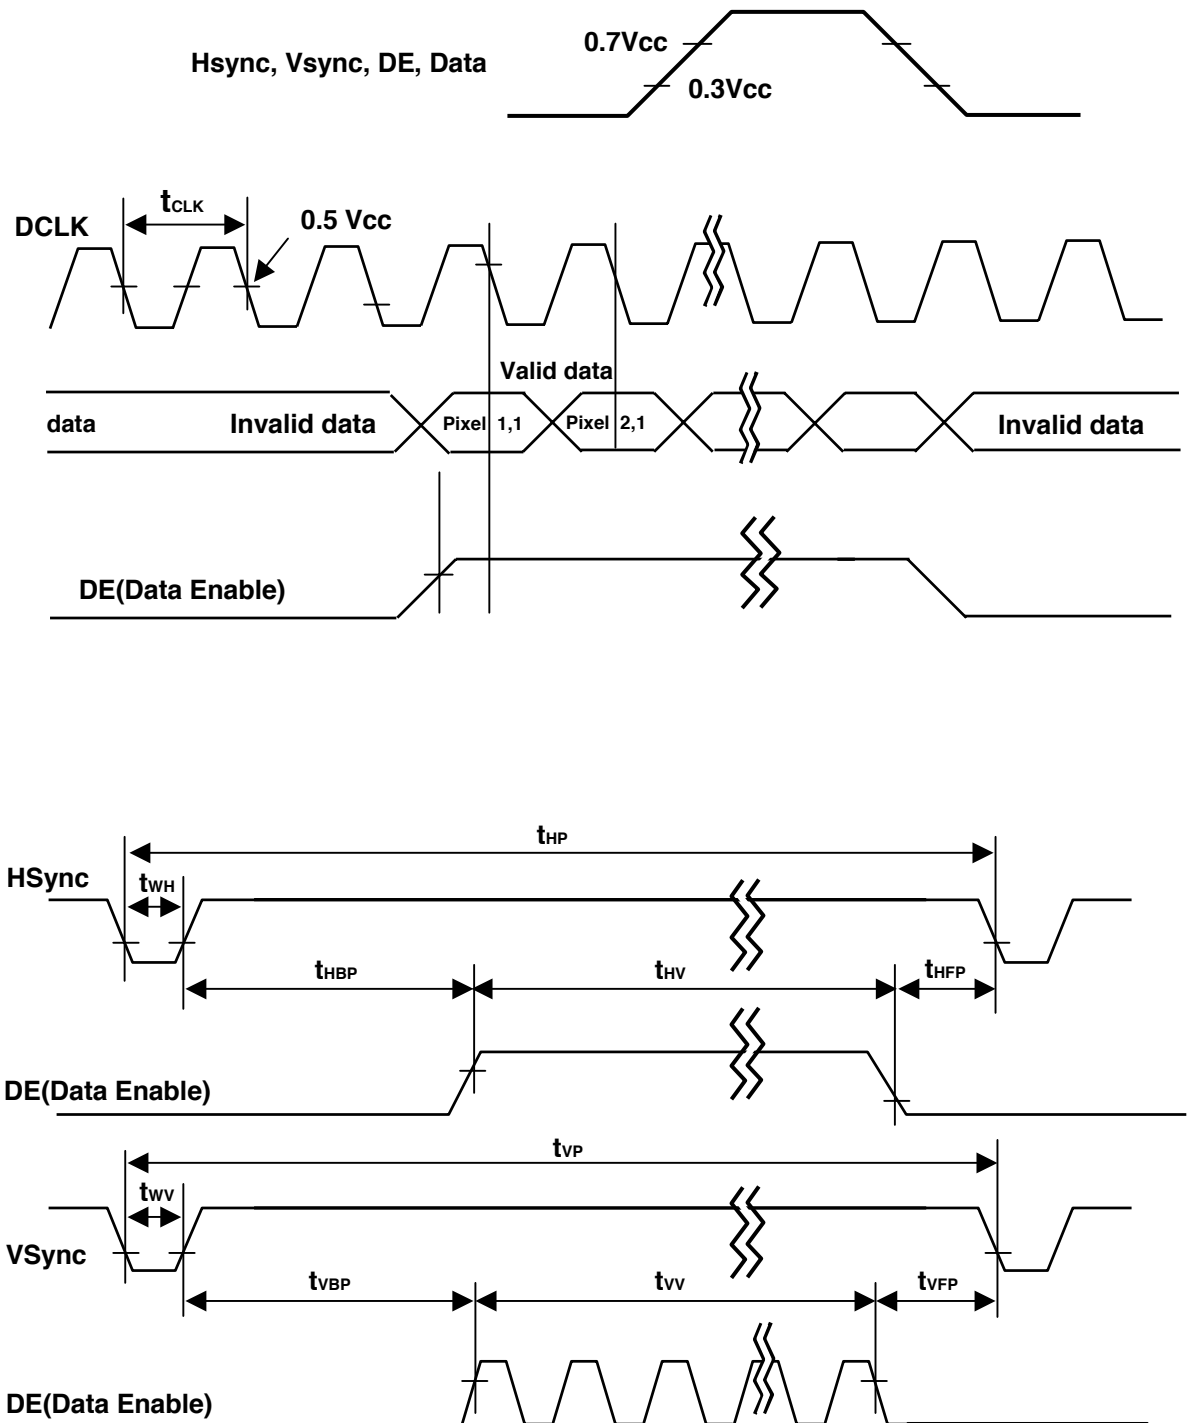 0.7Vcc
Hsync, Vsync, DE, Data
0.3Vcc
tCLK
DCLK
0.5 Vcc
Valid data
data
Invalid data
Pixel 1,1
Pixel 2,1
Invalid data
DE(Data Enable)
tHP
HSync
tWH
tHBP
tHV
tHFP
DE(Data Enable)
tVP
tWV
VSync
tVBP
tVV
tVFP
DE(Data Enable)